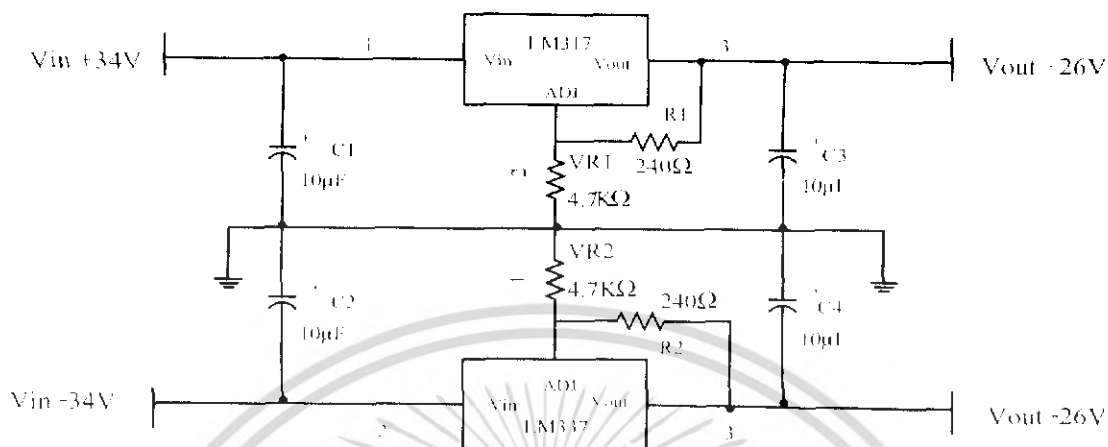 LM317
Vin +34V
1
3
Vin
Vout
Vout -26V
ADJ
R1
C1
VR1
240Ω
C3
10µF
4.7KΩ
10µF
VR2
C2
4.7KΩ
240Ω
C4
10µF
10µF
R2
ADJ
Vin -34V
Vin
Vout
Vout -26V
2
LM337
3